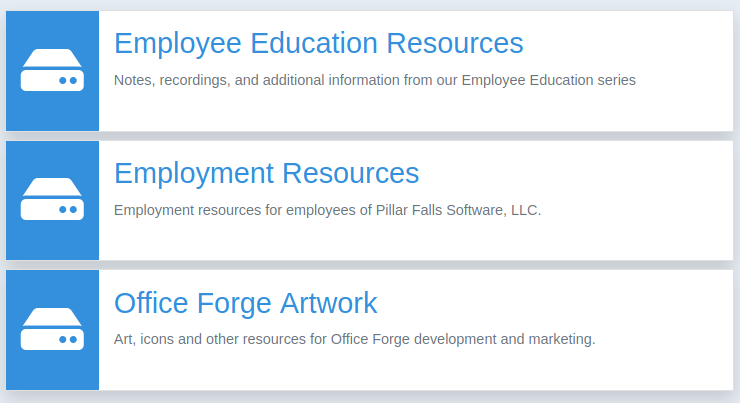 Employee Education Resources
Notes, recordings, and additional information from our Employee Education series
Employment Resources
Employment resources for employees of Pillar Falls Software, LLC.
Office Forge Artwork
Art, icons and other resources for Office Forge development and marketing.